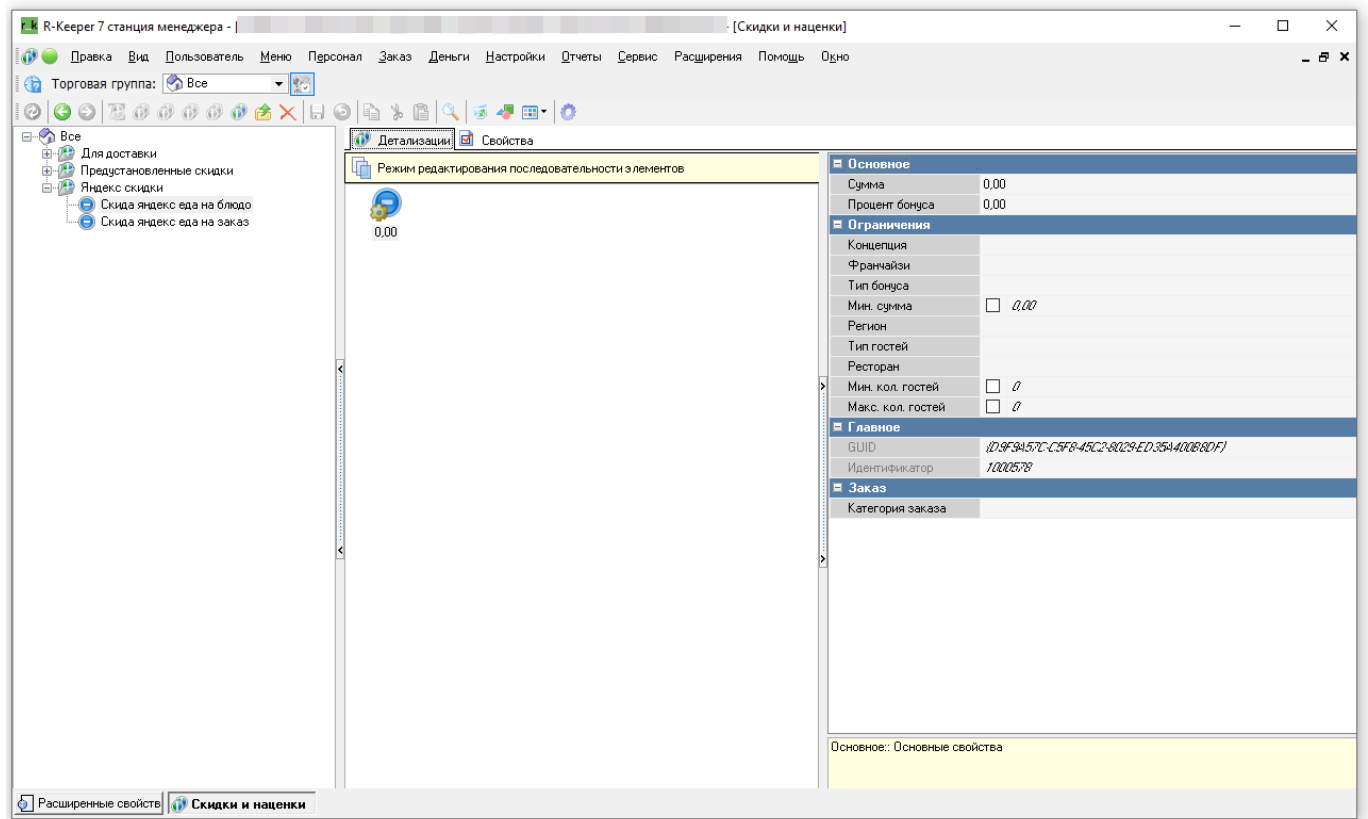 R-Keeper 7 станция менеджера - [ - [Скидки и наценки]
Правка Вид Пользователь Меню Персонал Заказ Деньги Настройки Отчеты Сервис Расширения Помощь Окно
Торговая группа: Все
Все
Для доставки
Предустановленные скидки
Яндекс скидки
Скида яндекс еда на блюдо
Скида яндекс еда на заказ
Детализации Свойства
Режим редактирования последовательности элементов
0,00
Основное
Сумма 0,00
Процент бонуса 0,00
Ограничения
Концепция
Франчайзи
Тип бонуса
Мин. сумма 0,00
Регион
Тип гостей
Ресторан
Мин. кол. гостей 0
Макс. кол. гостей 0
Главное
GUID {D9F9A57C-C5F8-45C2-8029-ED35A400B8DF}
Идентификатор 1000578
Заказ
Категория заказа
Основное:: Основные свойства
Расширенные свойств Скидки и наценки